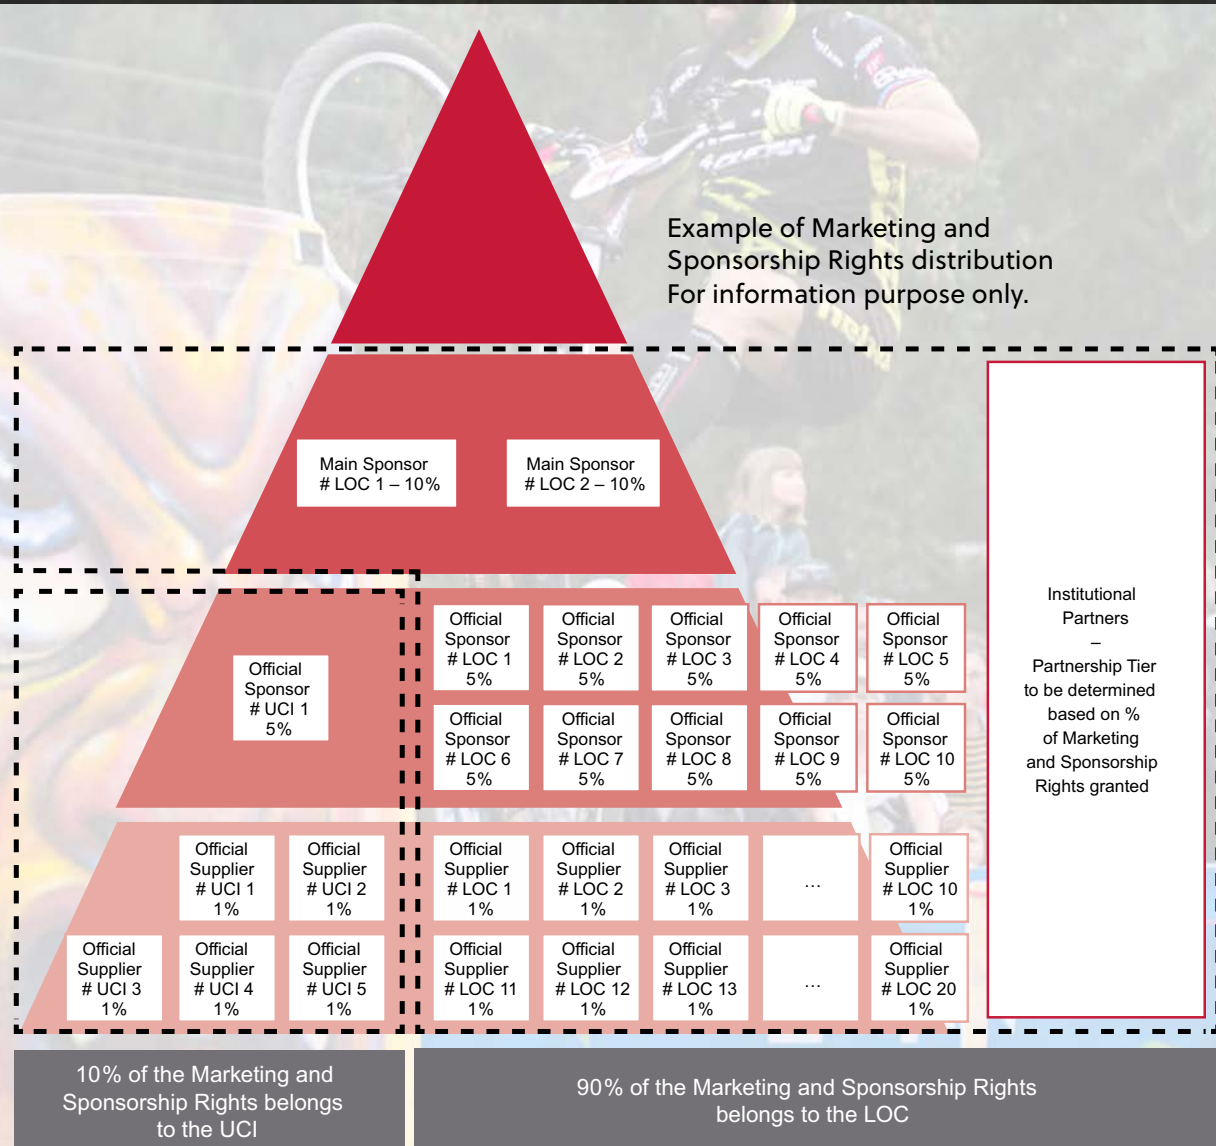 Example of Marketing and
Sponsorship Rights distribution
For information purpose only.
Main Sponsor
# LOC 1 – 10%
Main Sponsor
# LOC 2 – 10%
Official
Sponsor
# UCI 1
5%
Official
Sponsor
# LOC 1
5%
Official
Sponsor
# LOC 2
5%
Official
Sponsor
# LOC 3
5%
Official
Sponsor
# LOC 4
5%
Official
Sponsor
# LOC 5
5%
Official
Sponsor
# LOC 6
5%
Official
Sponsor
# LOC 7
5%
Official
Sponsor
# LOC 8
5%
Official
Sponsor
# LOC 9
5%
Official
Sponsor
# LOC 10
5%
Official
Supplier
# UCI 1
1%
Official
Supplier
# UCI 2
1%
Official
Supplier
# LOC 1
1%
Official
Supplier
# LOC 2
1%
Official
Supplier
# LOC 3
1%
...
Official
Supplier
# LOC 10
1%
Official
Supplier
# UCI 3
1%
Official
Supplier
# UCI 4
1%
Official
Supplier
# UCI 5
1%
Official
Supplier
# LOC 11
1%
Official
Supplier
# LOC 12
1%
Official
Supplier
# LOC 13
1%
...
Official
Supplier
# LOC 20
1%
Institutional
Partners
–
Partnership Tier
to be determined
based on %
of Marketing
and Sponsorship
Rights granted
10% of the Marketing and
Sponsorship Rights belongs
to the UCI
90% of the Marketing and Sponsorship Rights
belongs to the LOC